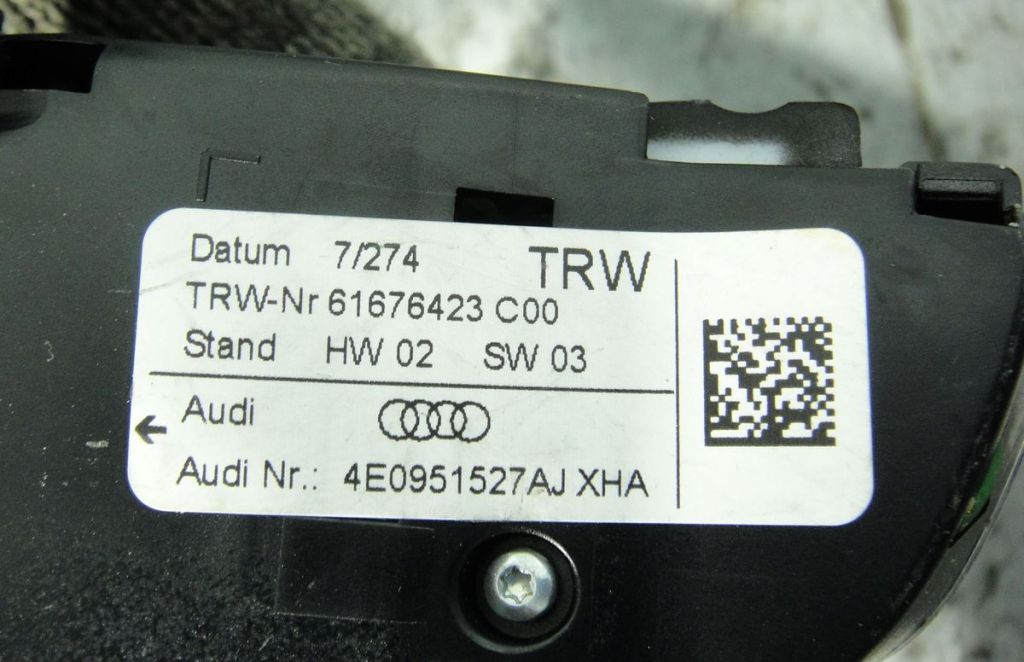 Datum 7/274 TRW
TRW-Nr 61676423 C00
Stand HW 02 SW 03
Audi
Audi Nr.: 4E0951527AJ XHA